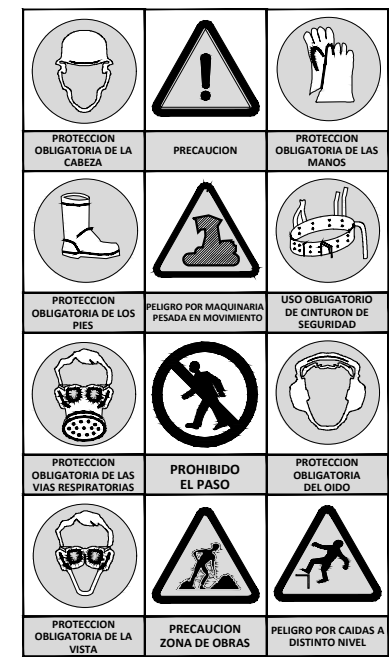 PROTECCION
OBLIGATORIA DE LA
CABEZA
PRECAUCION
PROTECCION
OBLIGATORIA DE LAS
MANOS
PROTECCION
OBLIGATORIA DE LOS
PIES
PELIGRO POR MAQUINARIA
PESADA EN MOVIMIENTO
USO OBLIGATORIO
DE CINTURON DE
SEGURIDAD
PROTECCION
OBLIGATORIA DE LAS
VIAS RESPIRATORIAS
PROHIBIDO
EL PASO
PROTECCION
OBLIGATORIA
DEL OIDO
PROTECCION
OBLIGATORIA DE LA
VISTA
PRECAUCION
ZONA DE OBRAS
PELIGRO POR CAIDAS A
DISTINTO NIVEL